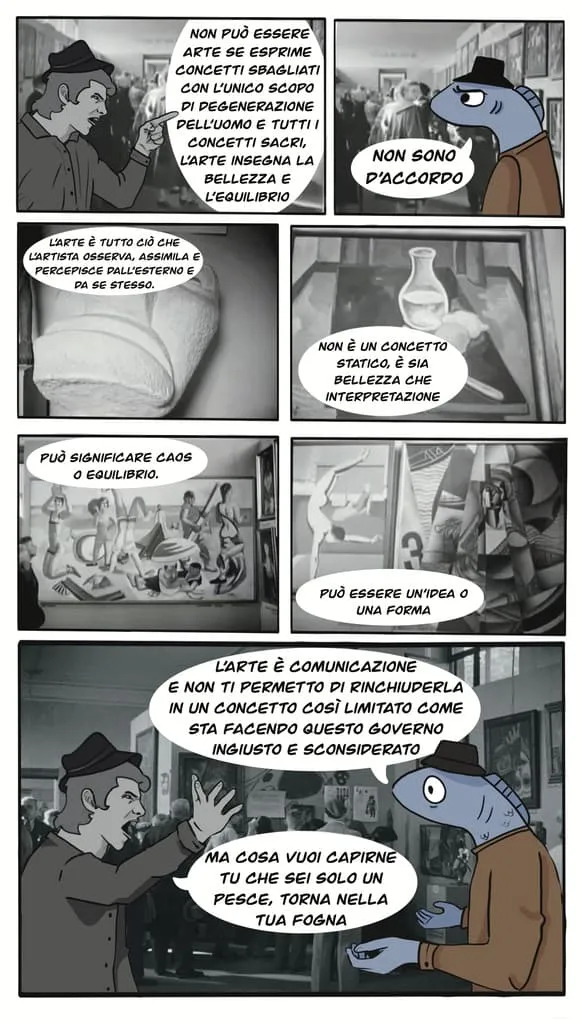 NON PUÒ ESSERE
ARTE SE ESPRIME
CONCETTI SBAGLIATI
CON L'UNICO SCOPO
DI DEGENERAZIONE
DELL'UOMO E TUTTI I
CONCETTI SACRI,
L'ARTE INSEGNA LA
BELLEZZA E
L'EQUILIBRIO
NON SONO
D'ACCORDO
L'ARTE È TUTTO CIÒ CHE
L'ARTISTA OSSERVA, ASSIMILA E
PERCEPISCE DALL'ESTERNO E
DA SE STESSO.
NON È UN CONCETTO
STATICO, È SIA
BELLEZZA CHE
INTERPRETAZIONE
PUÒ SIGNIFICARE CAOS
O EQUILIBRIO.
3
PUÒ ESSERE UN'IDEA O
UNA FORMA
L'ARTE È COMUNICAZIONE
E NON TI PERMETTO DI RINCHIUDERLA
IN UN CONCETTO COSÌ LIMITATO COME
STA FACENDO QUESTO GOVERNO
INGIUSTO E SCONSIDERATO
MA COSA VUOI CAPIRNE
TU CHE SEI SOLO UN
PESCE, TORNA NELLA
TUA FOGNA